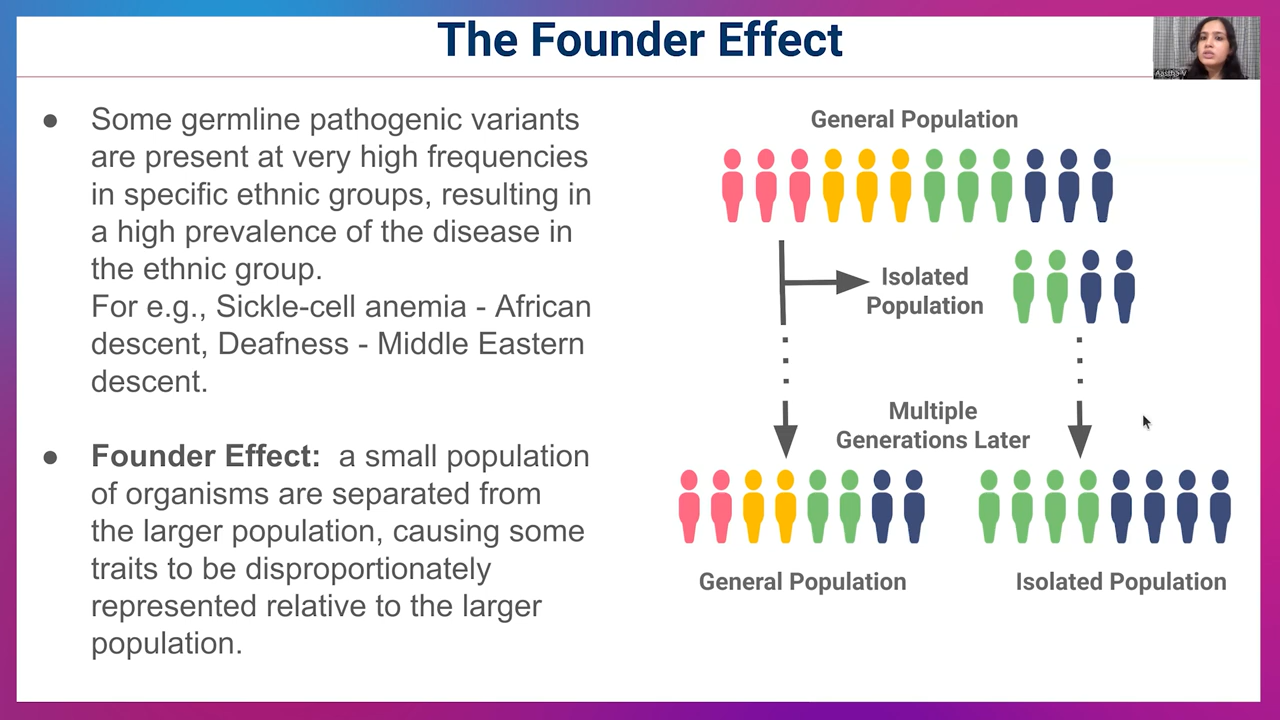 The Founder Effect
Aastha V
● Some germline pathogenic variants
are present at very high frequencies
in specific ethnic groups, resulting in
a high prevalence of the disease in
the ethnic group.
For e.g., Sickle-cell anemia - African
descent, Deafness - Middle Eastern
descent.
● Founder Effect: a small population
of organisms are separated from
the larger population, causing some
traits to be disproportionately
represented relative to the larger
population.
General Population
Isolated
Population
Multiple
Generations Later
General Population
Isolated Population